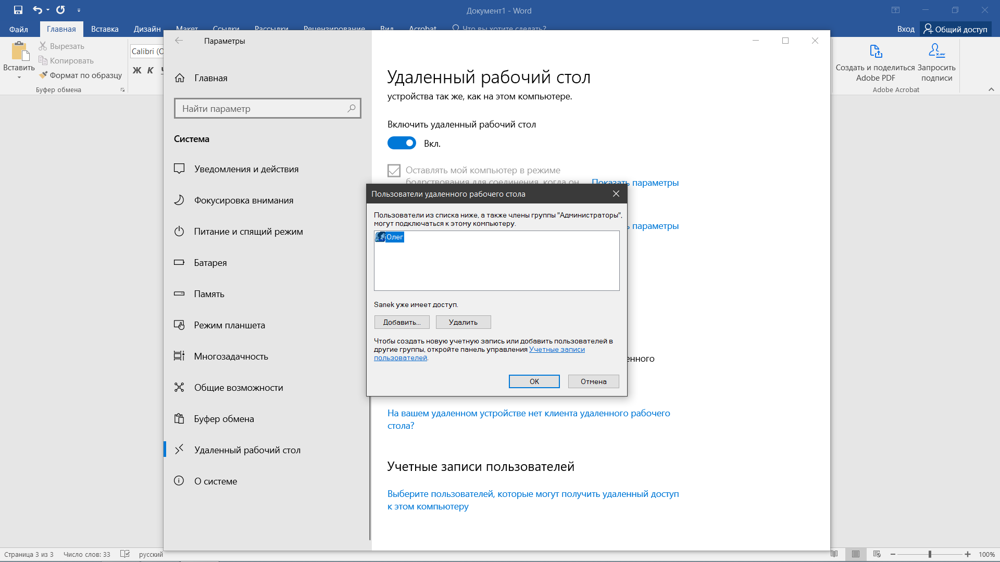 Документ1 - Word
Файл
Главная
Вставка
Дизайн
Макет
Ссылки
Рассылки
Рецензирование
Вид
Acrobat
Что вы хотите сделать?
Вход
Общий доступ
Вставить
Вырезать
Копировать
Формат по образцу
Буфер обмена
Calibri (О
Ж К Ч
Создать и поделиться
Adobe PDF
Запросить
подписи
Adobe Acrobat
Параметры
Главная
Найти параметр
Система
Уведомления и действия
Фокусировка внимания
Питание и спящий режим
Батарея
Память
Режим планшета
Многозадачность
Общие возможности
Буфер обмена
Удаленный рабочий стол
О системе
Удаленный рабочий стол
устройства так же, как на этом компьютере.
Включить удаленный рабочий стол
Вкл.
Оставлять мой компьютер в режиме
бодрствования для соединения, когда он
Показать параметры
ь параметры
Пользователи удаленного рабочего стола
Пользователи из списка ниже, а также члены группы "Администраторы",
могут подключаться к этому компьютеру.
Олег
Sanek уже имеет доступ.
Добавить...
Удалить
Чтобы создать новую учетную запись или добавить пользователей в
другие группы, откройте панель управления Учетные записи
пользователей.
OK
Отмена
енного
На вашем удаленном устройстве нет клиента удаленного рабочего
стола?
Учетные записи пользователей
Выберите пользователей, которые могут получить удаленный доступ
к этом компьютеру
Страница 3 из 3
Число слов: 33
русский
100%